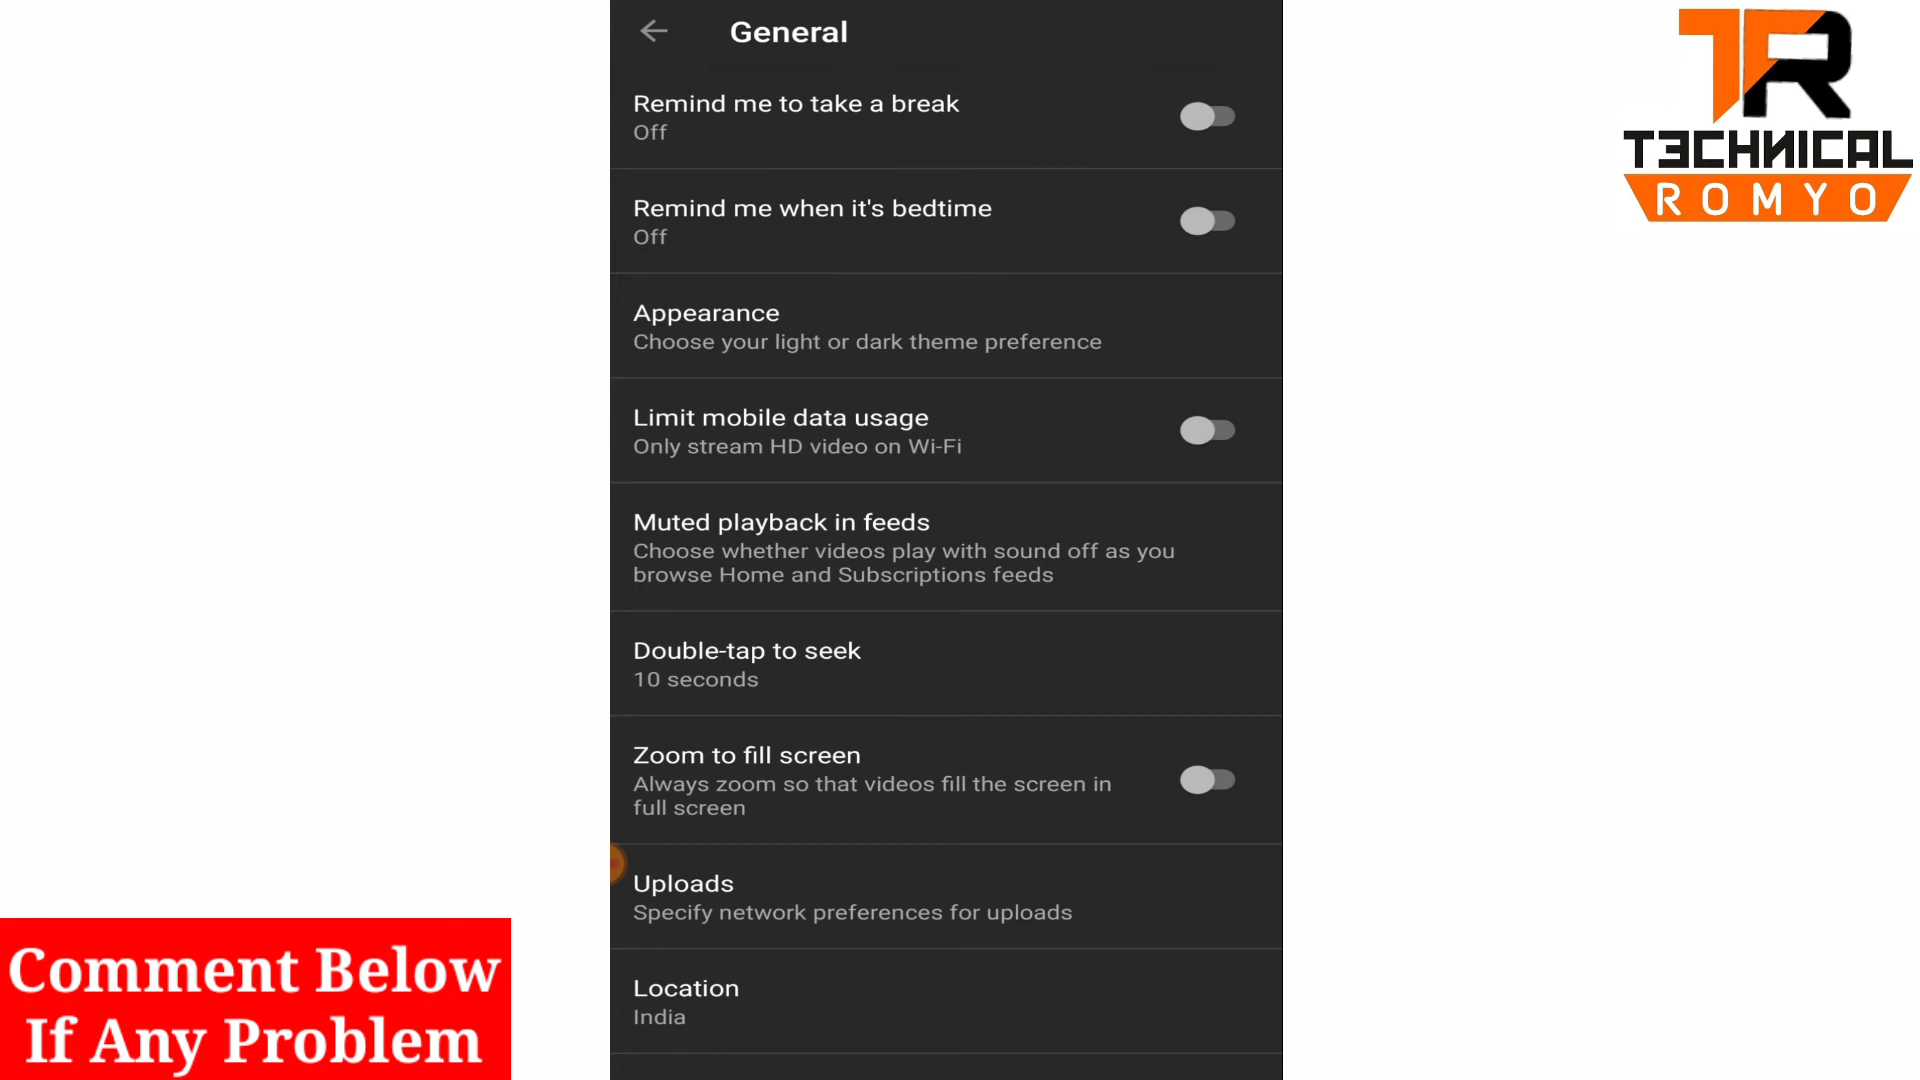 General
Remind me to take a break
Off
Remind me when it's bedtime
Off
Appearance
Choose your light or dark theme preference
Limit mobile data usage
Only stream HD video on Wi-Fi
Muted playback in feeds
Choose whether videos play with sound off as you
browse Home and Subscriptions feeds
Double-tap to seek
10 seconds
Zoom to fill screen
Always zoom so that videos fill the screen in
full screen
Uploads
Specify network preferences for uploads
Location
India
TR
TECHNICAL
ROMYO
Comment Below
If Any Problem